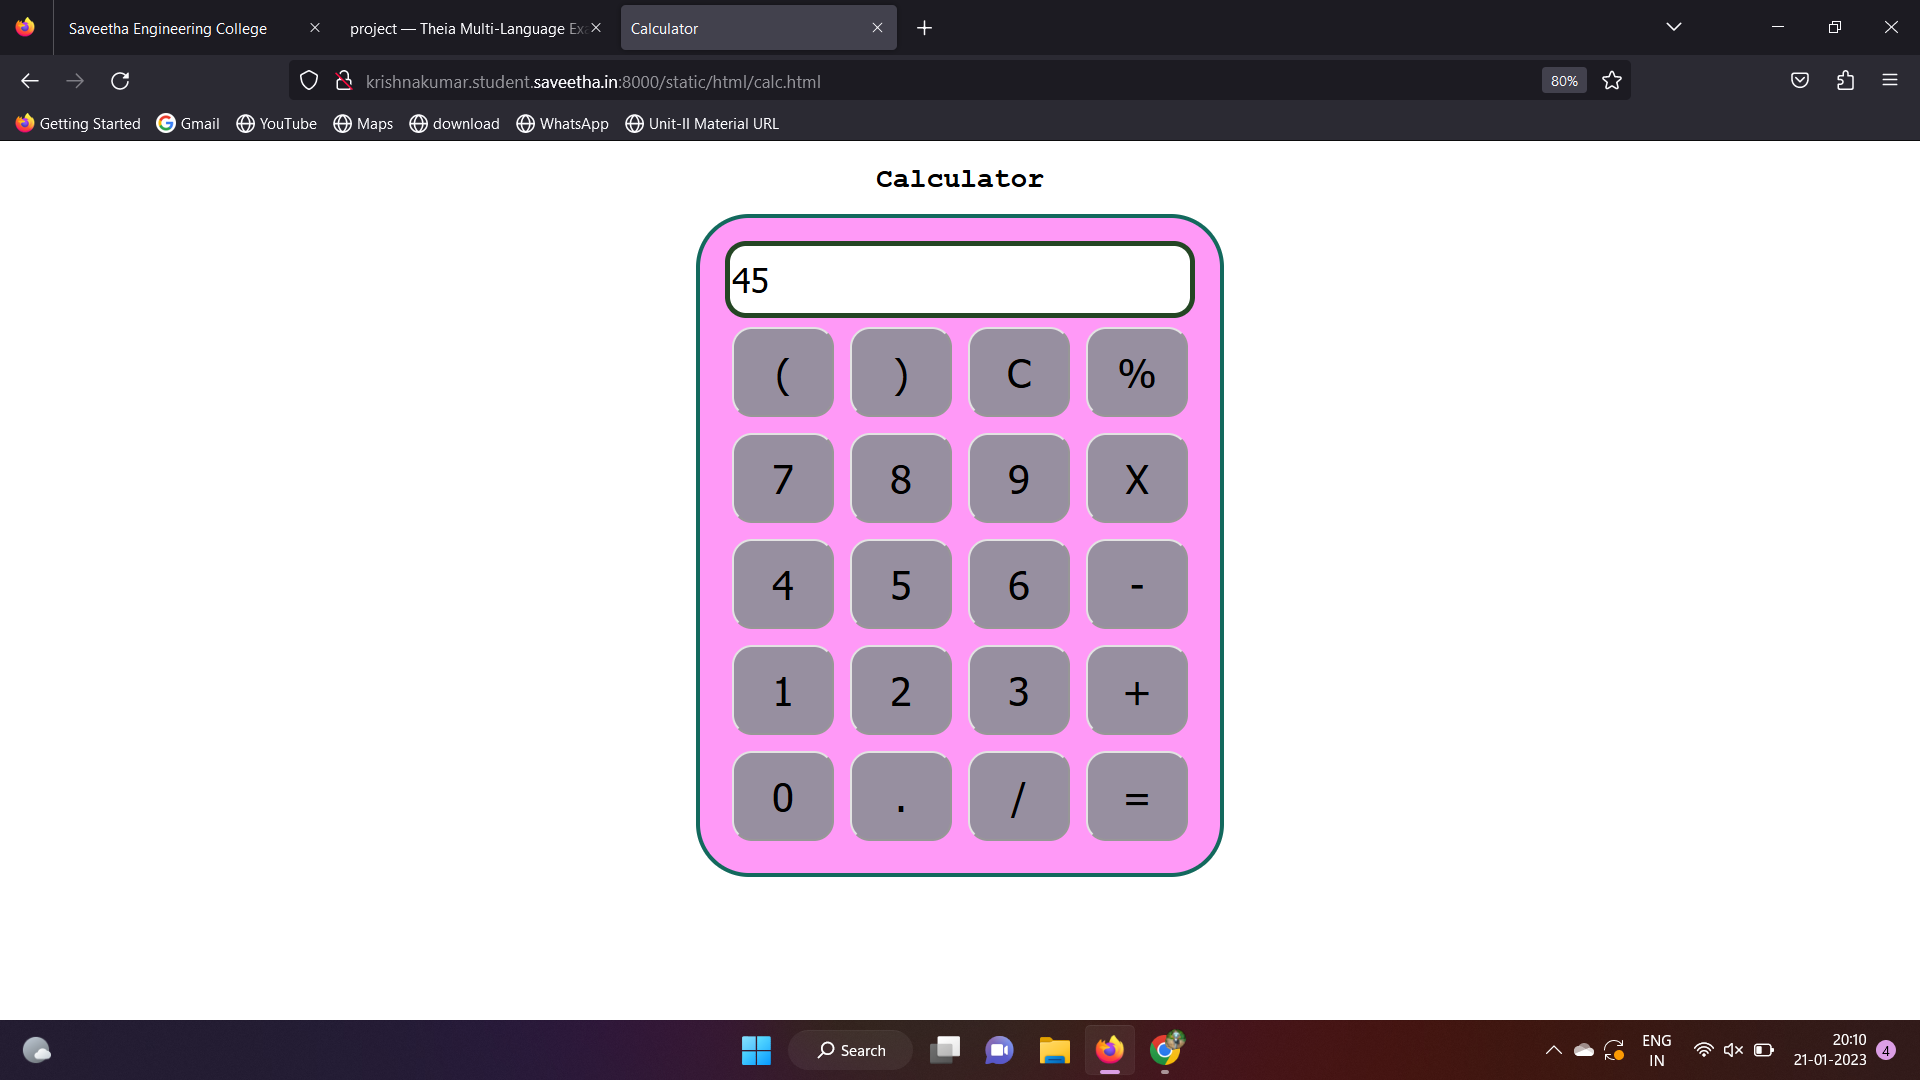 Saveetha Engineering College
project — Theia Multi-Language Ex
Calculator
krishnakumar.student.saveetha.in:8000/static/html/calc.html
80%
Getting Started Gmail YouTube Maps download WhatsApp Unit-II Material URL
Calculator
45
( ) C %
7 8 9 X
4 5 6 -
1 2 3 +
0 . / =
Search
ENG
IN
20:10
21-01-2023
4